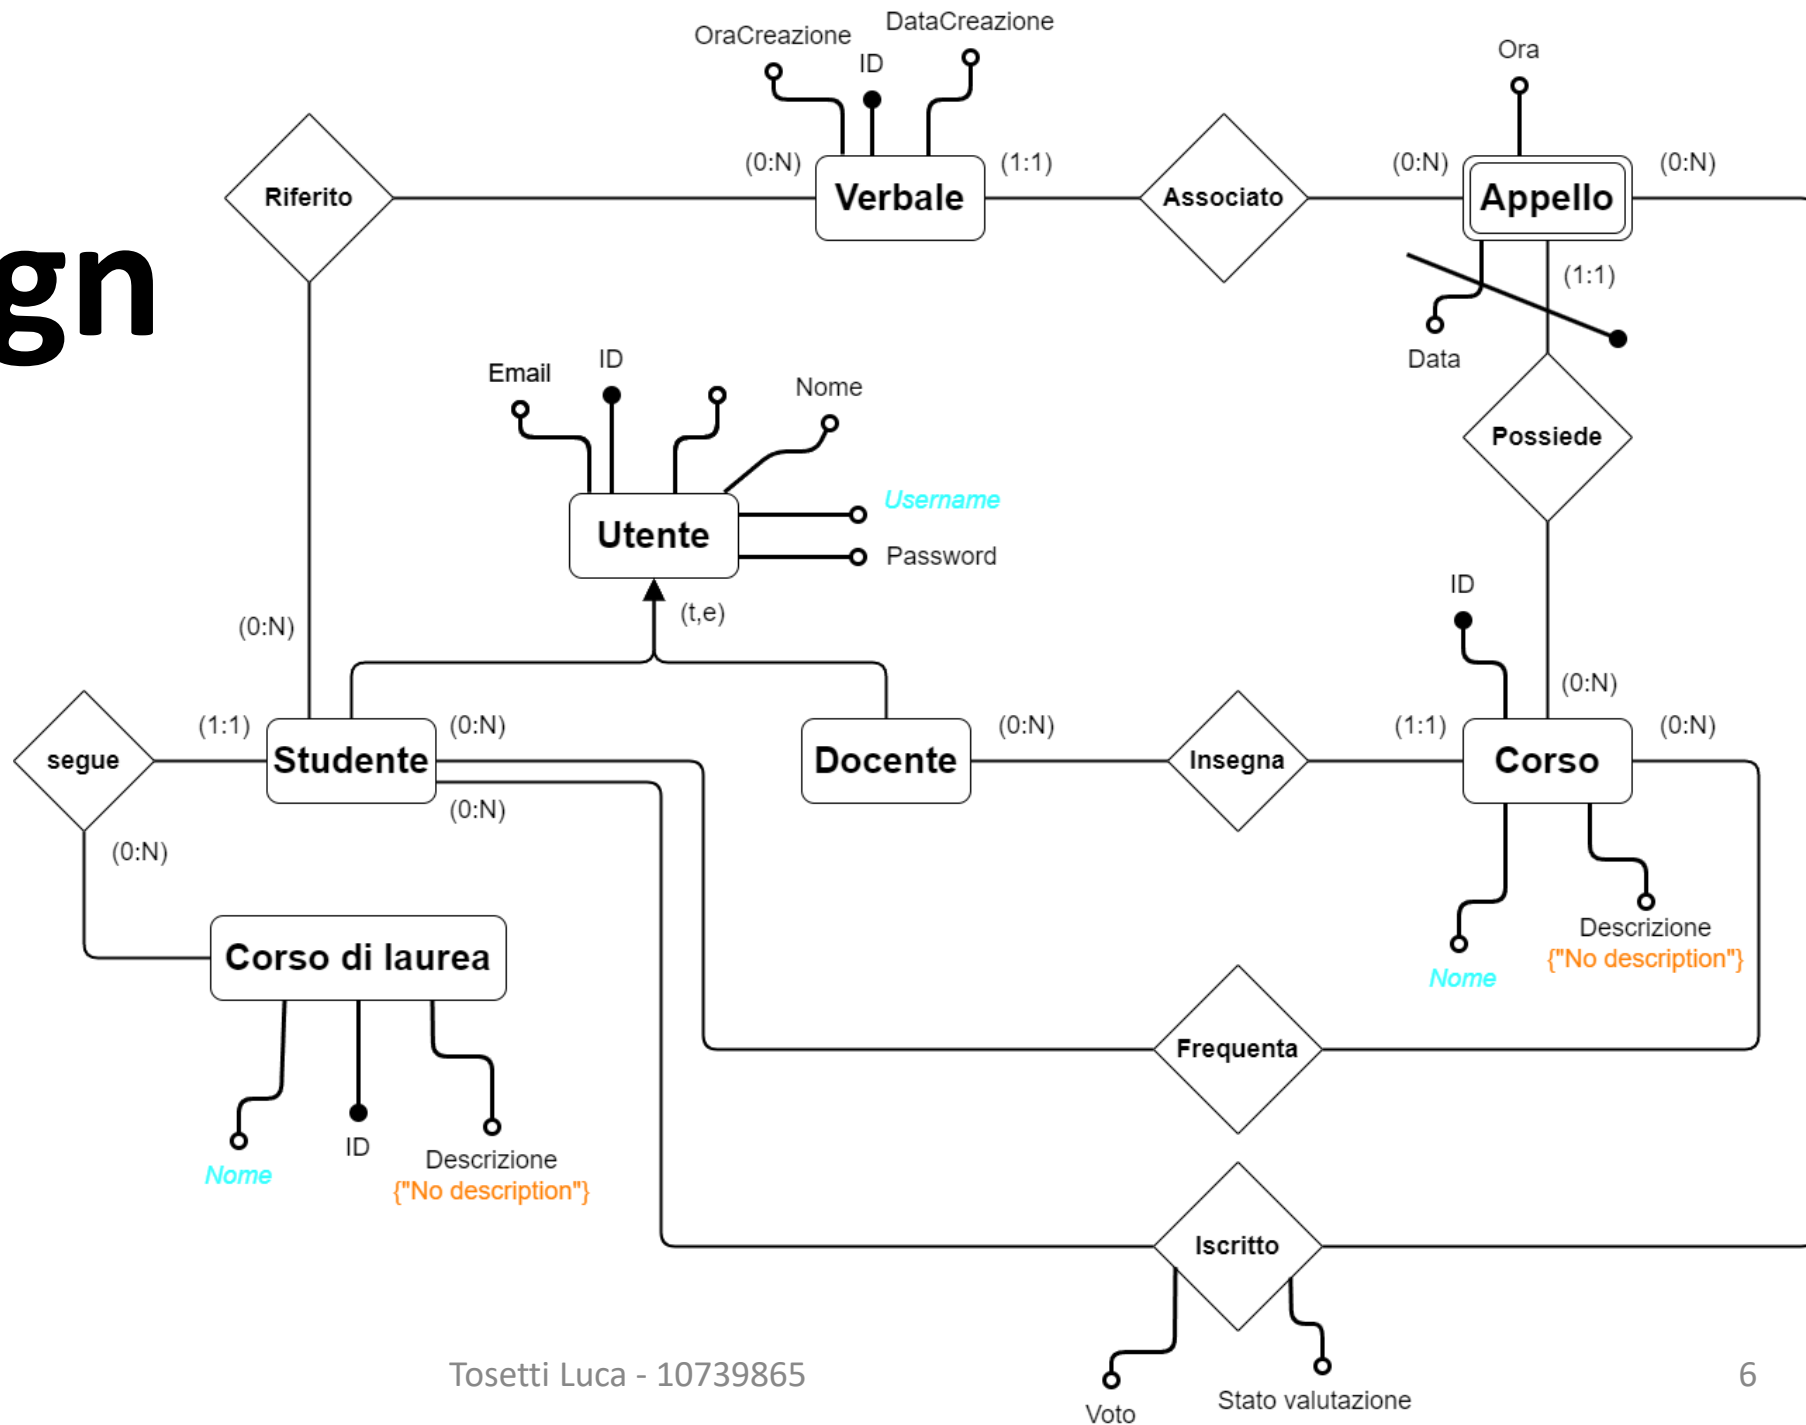 DataCreazione
OraCreazione
ID
Ora
(0:N)
(1:1)
(0:N)
(0:N)
Riferito
Verbale
Associato
Appello
gn
(1:1)
Data
Email
ID
Nome
Possiede
Username
Utente
Password
(t,e)
ID
(0:N)
(0:N)
(1:1)
(0:N)
(0:N)
(1:1)
(0:N)
segue
Studente
Docente
Insegna
Corso
(0:N)
(0:N)
Descrizione
{"No description"}
Corso di laurea
Nome
Frequenta
ID
Descrizione
Nome
{"No description"}
Iscritto
Tosetti Luca - 10739865
6
Stato valutazione
Voto